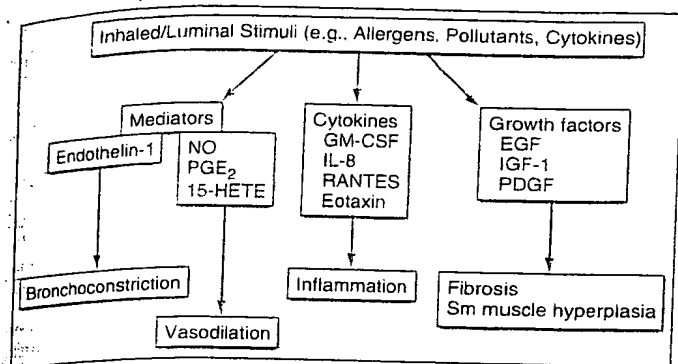 Inhaled/Luminal Stimuli (e.g., Allergens, Pollutants, Cytokines)
Mediators
Endothelin-1
NO
PGE2
15-HETE
Cytokines
GM-CSF
IL-8
RANTES
Eotaxin
Growth factors
EGF
IGF-1
PDGF
Bronchoconstriction
Vasodilation
Inflammation
Fibrosis
Sm muscle hyperplasia